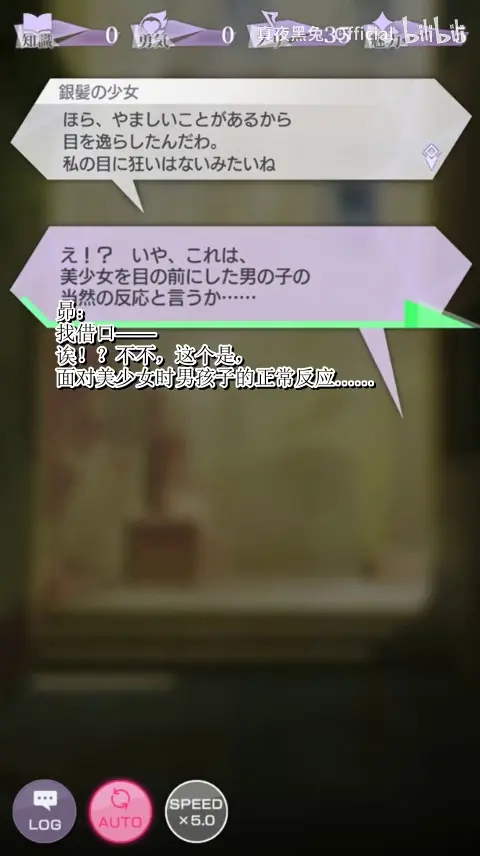 知識 0 勇気 0 35 5
真夜黑兔_Official bilibili
銀髪の少女
ほら、やましいことがあるから
目を逸らしたんだわ。
私の目に狂いはないみたいね
え！？ いや、これは、
美少女を目の前にした男の子の
当然の反応と言うか……
昴：
找借口——
诶！？不不，这个是，
面对美少女时男孩子的正常反应......
LOG
AUTO
SPEED
×5.0